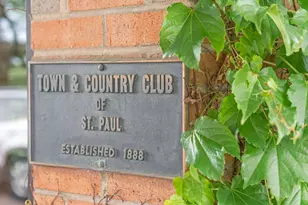 TOWN & COUNTRY CLUB
OF
ST. PAUL
ESTABLISHED 1888